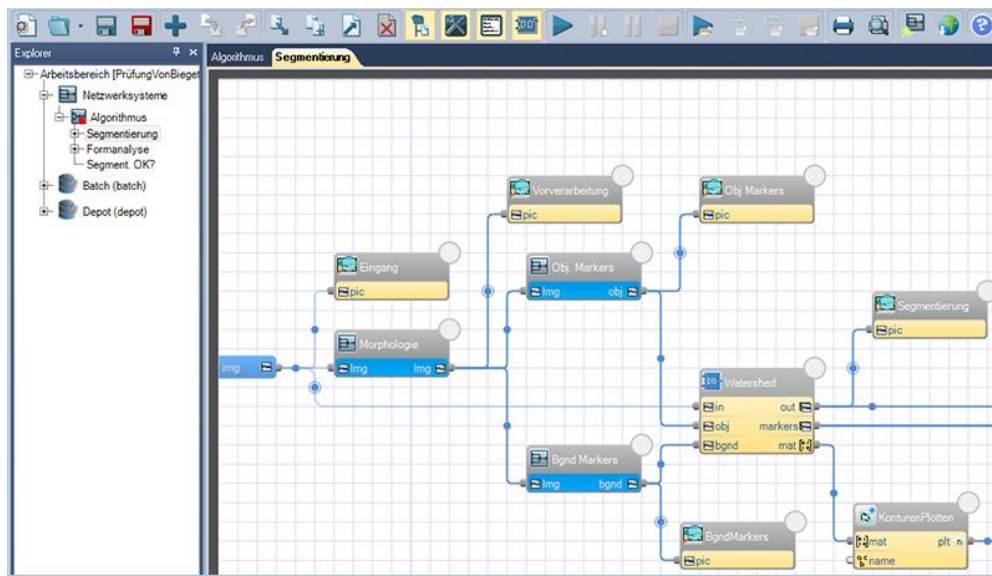 Explorer
Arbeitsbereich [PrüfungVonBieget
Netzwerksysteme
Algorithmus
Segmentierung
Formanalyse
Segment. OK?
Batch (batch)
Depot (depot)
Algorithmus Segmentierung
Vorverarbeitung
pic
Obj Markers
pic
Eingang
pic
Obj. Markers
Img obj
Segmentierung
pic
img
Morphologie
Img Img
Watershed
in out
obj markers
bgnd mat
Bgnd Markers
Img bgnd
BgndMarkers
pic
KonturenPlotten
mat plt
name